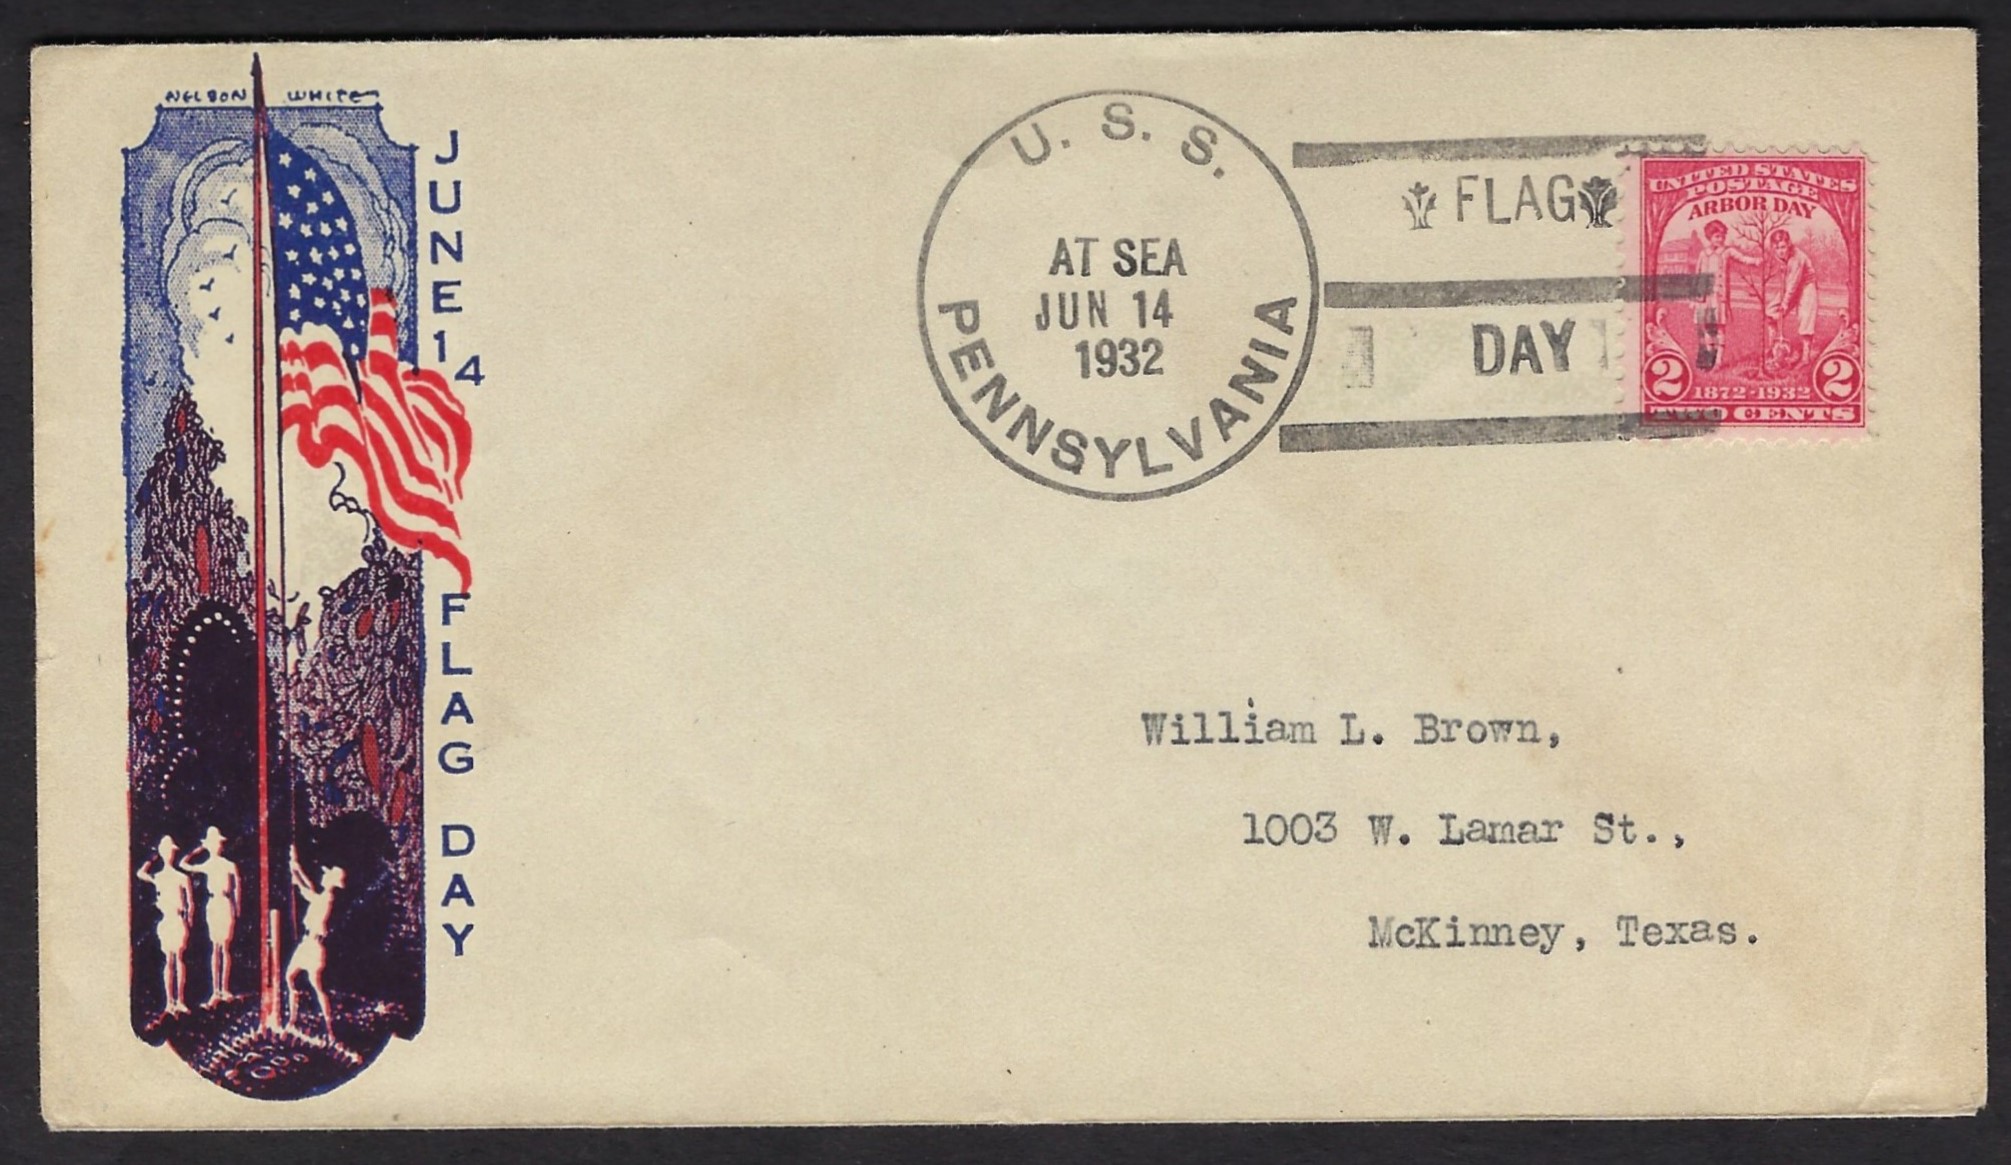 NELSON WHITE
JUNE 14
FLAG DAY
U. S. S.
AT SEA
JUN 14
1932
PENNSYLVANIA
FLAG
DAY
UNITED STATES
POSTAGE
ARBOR DAY
2 1872-1932 2
TWO CENTS
William L. Brown,
1003 W. Lamar St.,
McKinney, Texas.